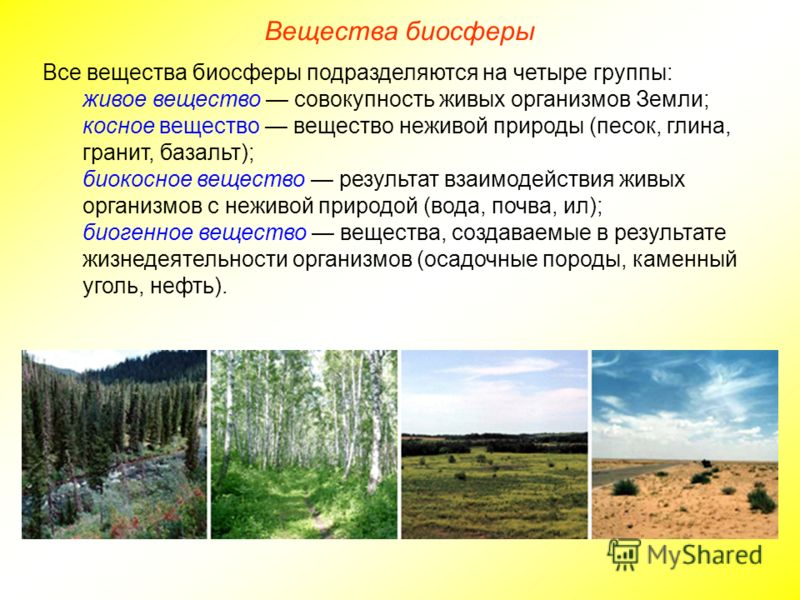 Вещества биосферы
Все вещества биосферы подразделяются на четыре группы:
живое вещество — совокупность живых организмов Земли;
косное вещество — вещество неживой природы (песок, глина,
гранит, базальт);
биокосное вещество — результат взаимодействия живых
организмов с неживой природой (вода, почва, ил);
биогенное вещество — вещества, создаваемые в результате
жизнедеятельности организмов (осадочные породы, каменный
уголь, нефть).
MyShared